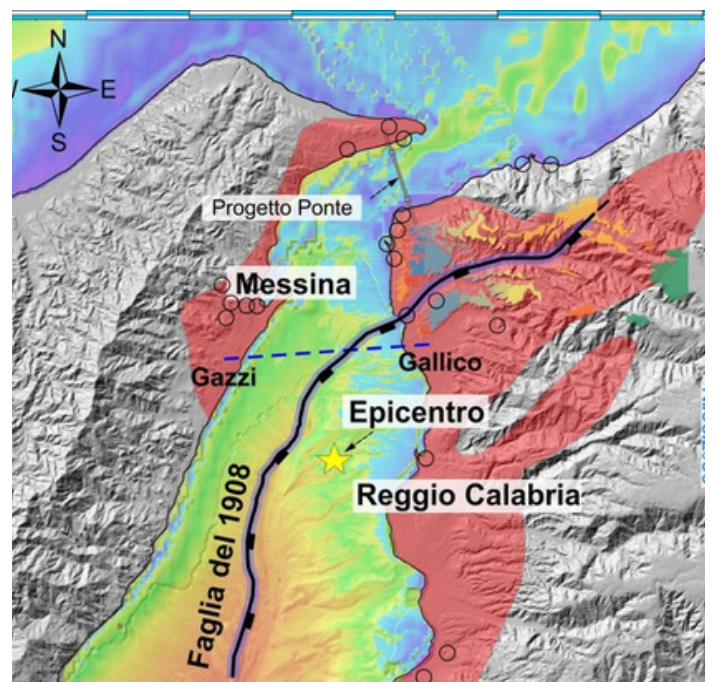 N
E
S
Progetto Ponte
Messina
Gazzi
Gallico
Epicentro
Reggio Calabria
Faglia del 1908